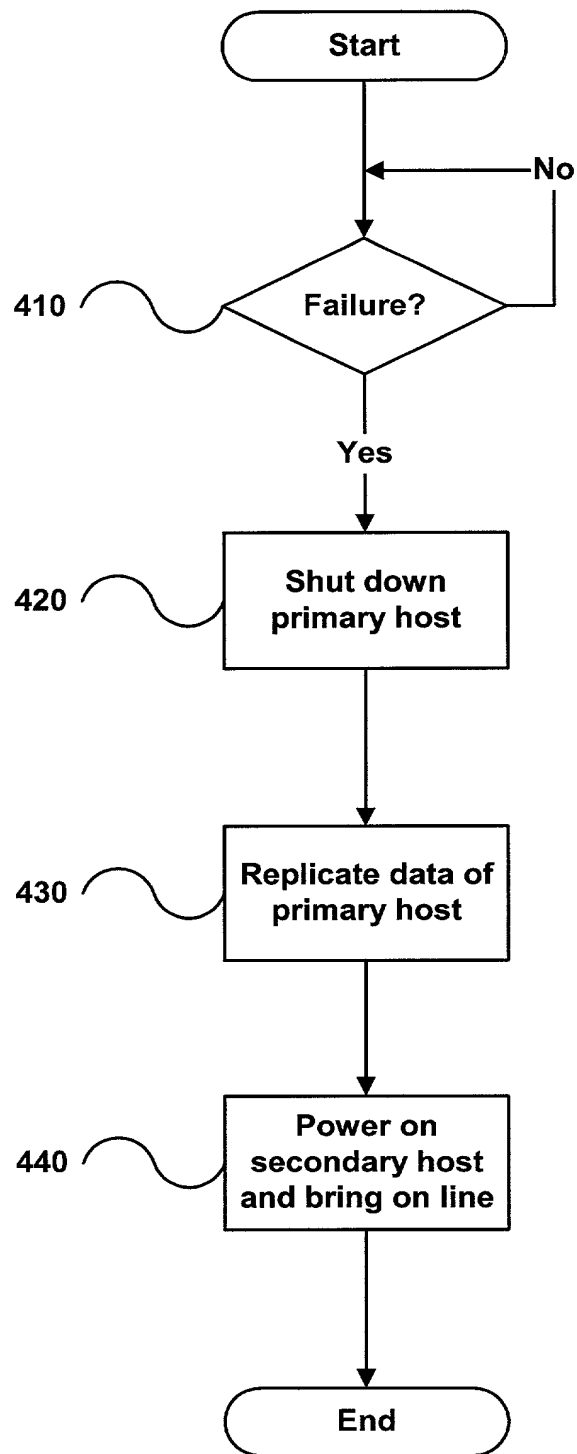 Start
No
410
Failure?
Yes
420
Shut down
primary host
430
Replicate data of
primary host
440
Power on
secondary host
and bring on line
End